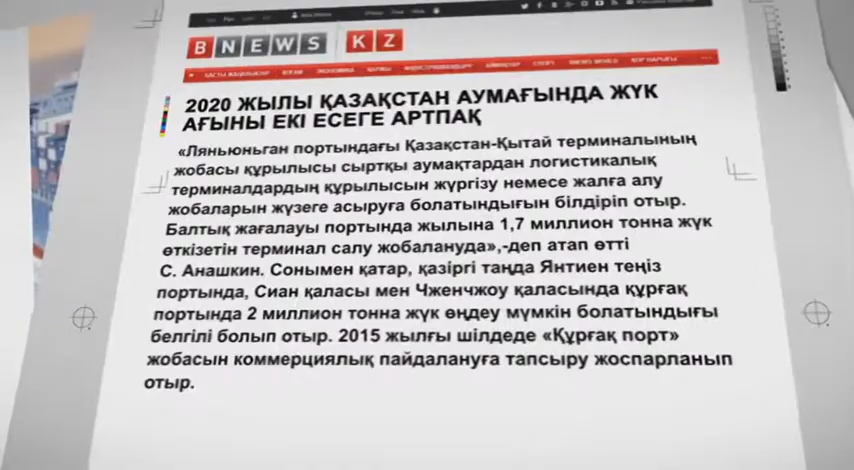 BNEWS KZ
2020 ЖЫЛЫ ҚАЗАҚСТАН АУМАҒЫНДА ЖҮК
АҒЫНЫ ЕКІ ЕСЕГЕ АРТПАҚ
«Ляньюньган портындағы Қазақстан-Қытай терминалының
жобасы құрылысы сыртқы аумақтардан логистикалық
терминалдардың құрылысын жүргізу немесе жалға алу
жобаларын жүзеге асыруға болатындығын білдіріп отыр.
Балтық жағалауы портында жылына 1,7 миллион тонна жүк
өткізетін терминал салу жобалануда»,-деп атап өтті
С. Анашкин. Сонымен қатар, қазіргі таңда Янтиен теңіз
портында, Сиан қаласы мен Чженчжоу қаласында құрғақ
портында 2 миллион тонна жүк өңдеу мүмкін болатындығы
белгілі болып отыр. 2015 жылғы шілдеде «Құрғақ порт»
жобасын коммерциялық пайдалануға тапсыру жоспарланып
отыр.